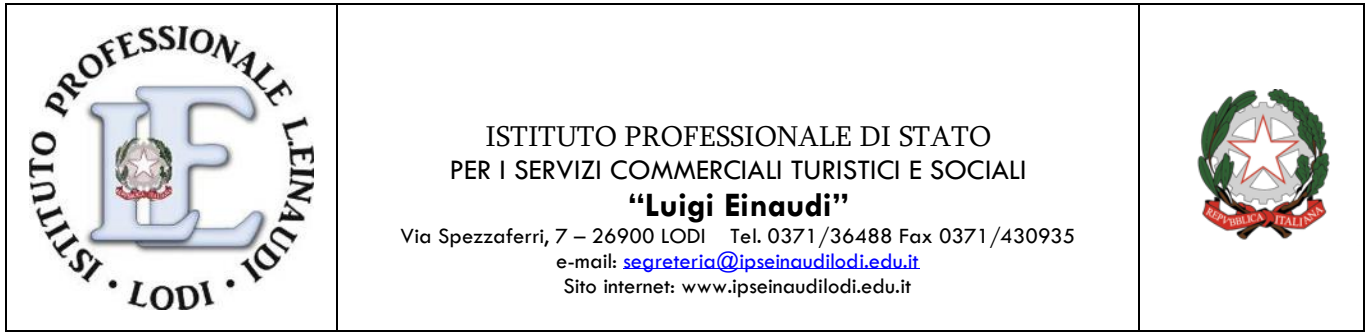 ISTITUTO PROFESSIONALE L.EINAUDI · LODI ·
LE
ISTITUTO PROFESSIONALE DI STATO
PER I SERVIZI COMMERCIALI TURISTICI E SOCIALI
“Luigi Einaudi”
Via Spezzaferri, 7 – 26900 LODI Tel. 0371/36488 Fax 0371/430935
e-mail: segreteria@ipseinaudilodi.edu.it
Sito internet: www.ipseinaudilodi.edu.it
REPVBBLICA ITALIANA